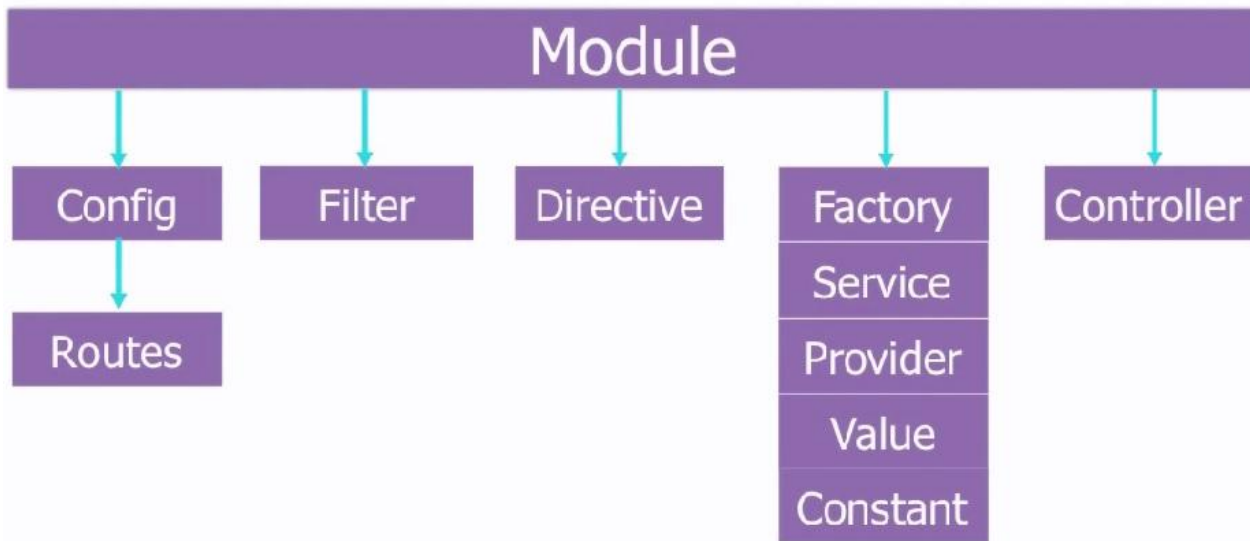 Module
Config
Filter
Directive
Factory
Controller
Service
Routes
Provider
Value
Constant